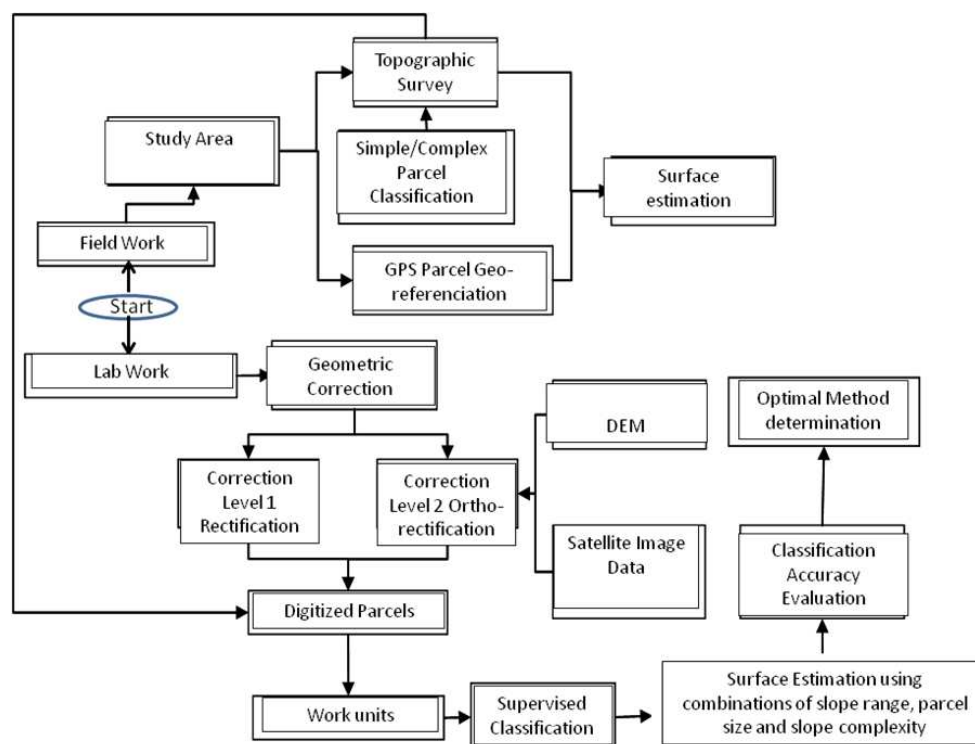 Topographic
Survey
Study Area
Simple/Complex
Parcel
Classification
Surface
estimation
Field Work
GPS Parcel Geo-
referenciation
Start
Lab Work
Geometric
Correction
Optimal Method
determination
DEM
Correction
Level 1
Rectification
Correction
Level 2 Ortho-
rectification
Satellite Image
Data
Classification
Accuracy
Evaluation
Digitized Parcels
Work units
Supervised
Classification
Surface Estimation using
combinations of slope range, parcel
size and slope complexity